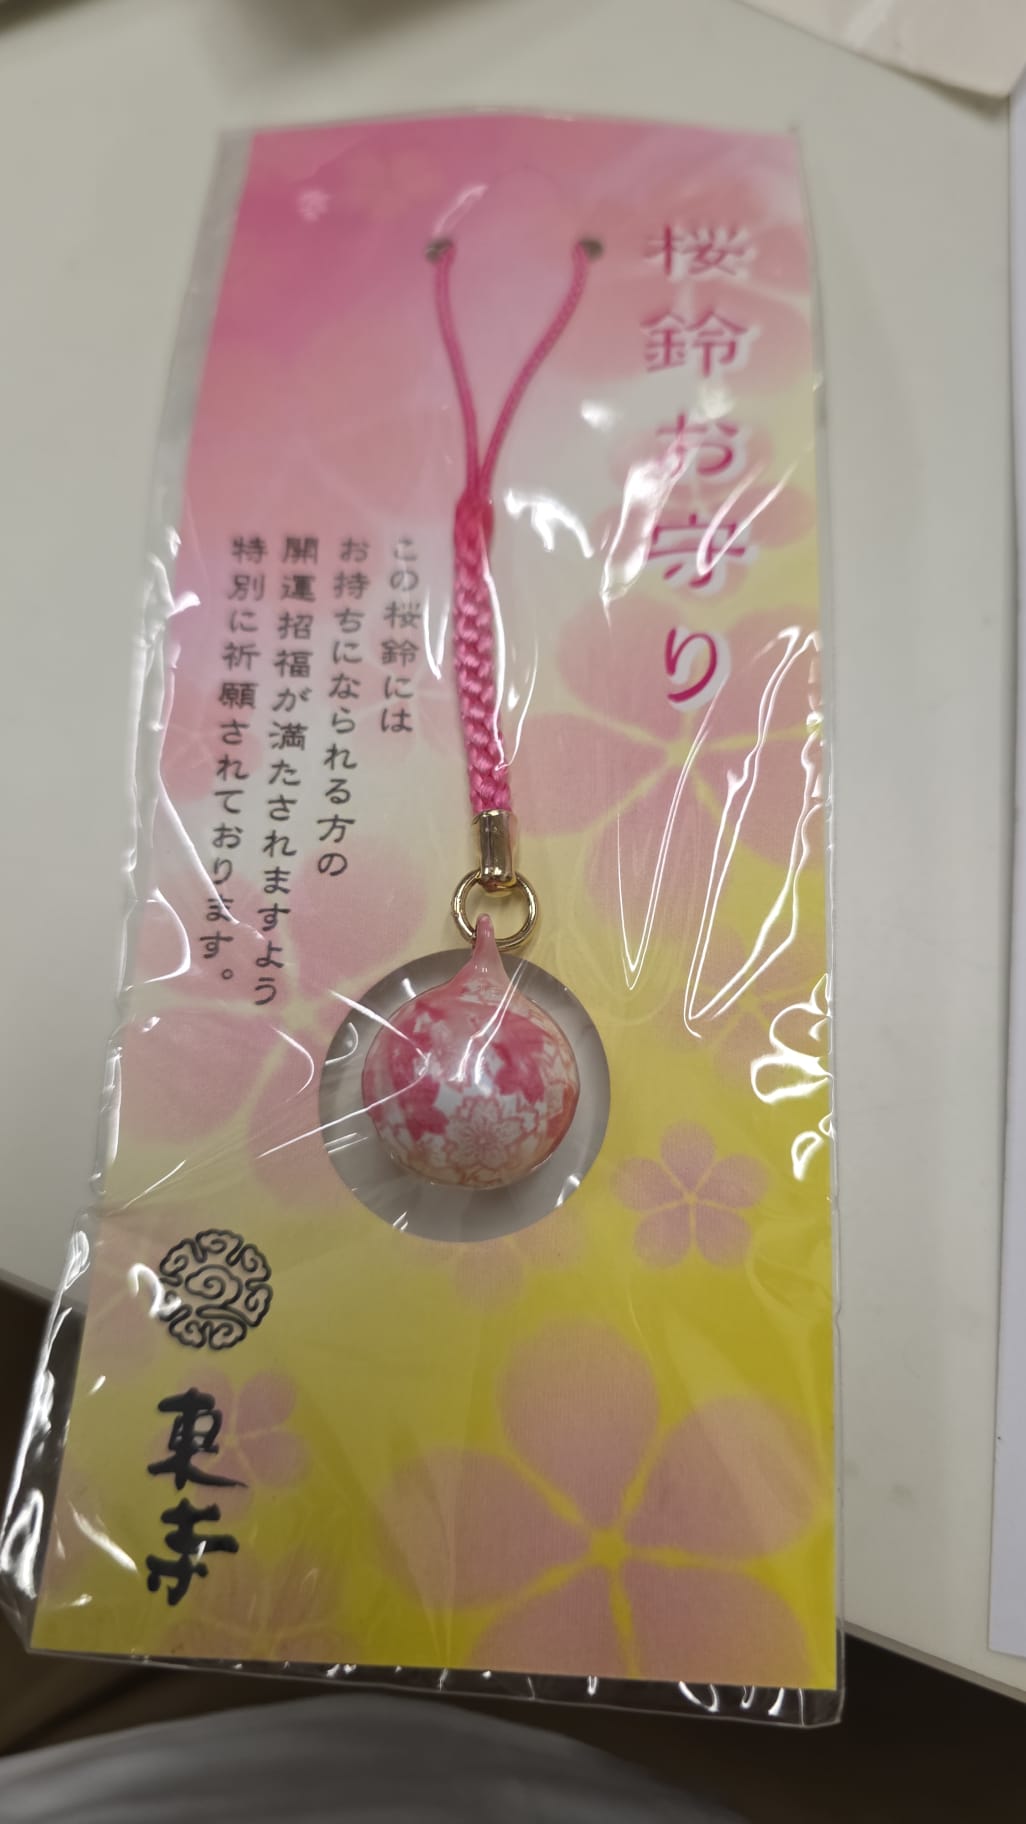 桜鈴お守り
この桜鈴には
お持ちになられる方の
開運招福が満たされますよう
特別に祈願されております。
東寺